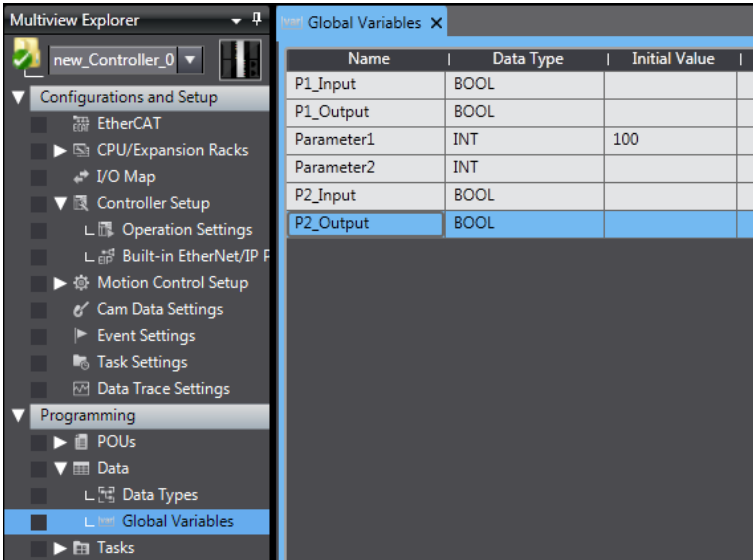 Multiview Explorer
new_Controller_0
Configurations and Setup
EtherCAT
CPU/Expansion Racks
I/O Map
Controller Setup
Operation Settings
Built-in EtherNet/IP P
Motion Control Setup
Cam Data Settings
Event Settings
Task Settings
Data Trace Settings
Programming
POUs
Data
Data Types
Global Variables
Tasks
Global Variables
Name Data Type Initial Value
P1_Input BOOL
P1_Output BOOL
Parameter1 INT 100
Parameter2 INT
P2_Input BOOL
P2_Output BOOL